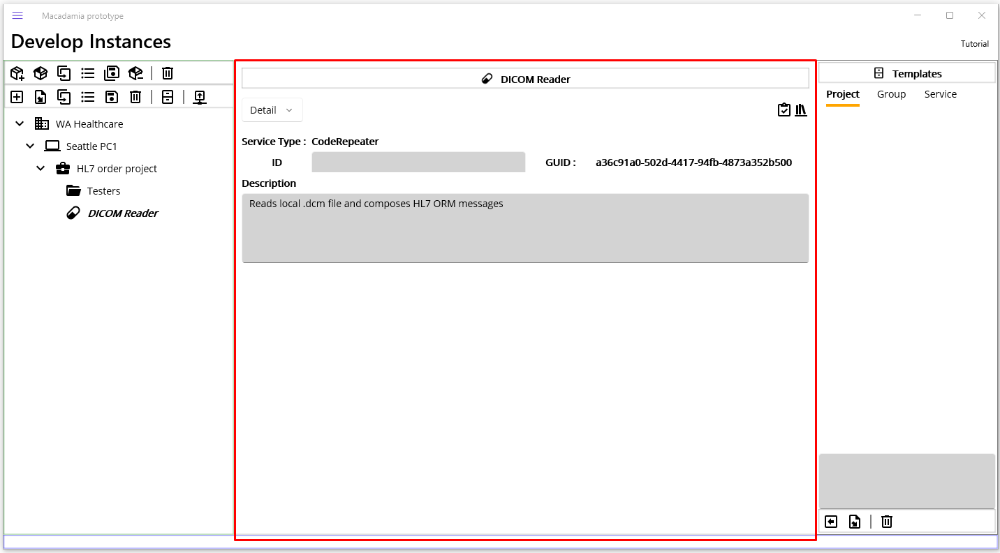 Macadamia prototype
Develop Instances
Tutorial
WA Healthcare
Seattle PC1
HL7 order project
Testers
DICOM Reader
DICOM Reader
Detail
Service Type : CodeRepeater
ID
GUID : a36c91a0-502d-4417-94fb-4873a352b500
Description
Reads local .dcm file and composes HL7 ORM messages
Templates
Project Group Service